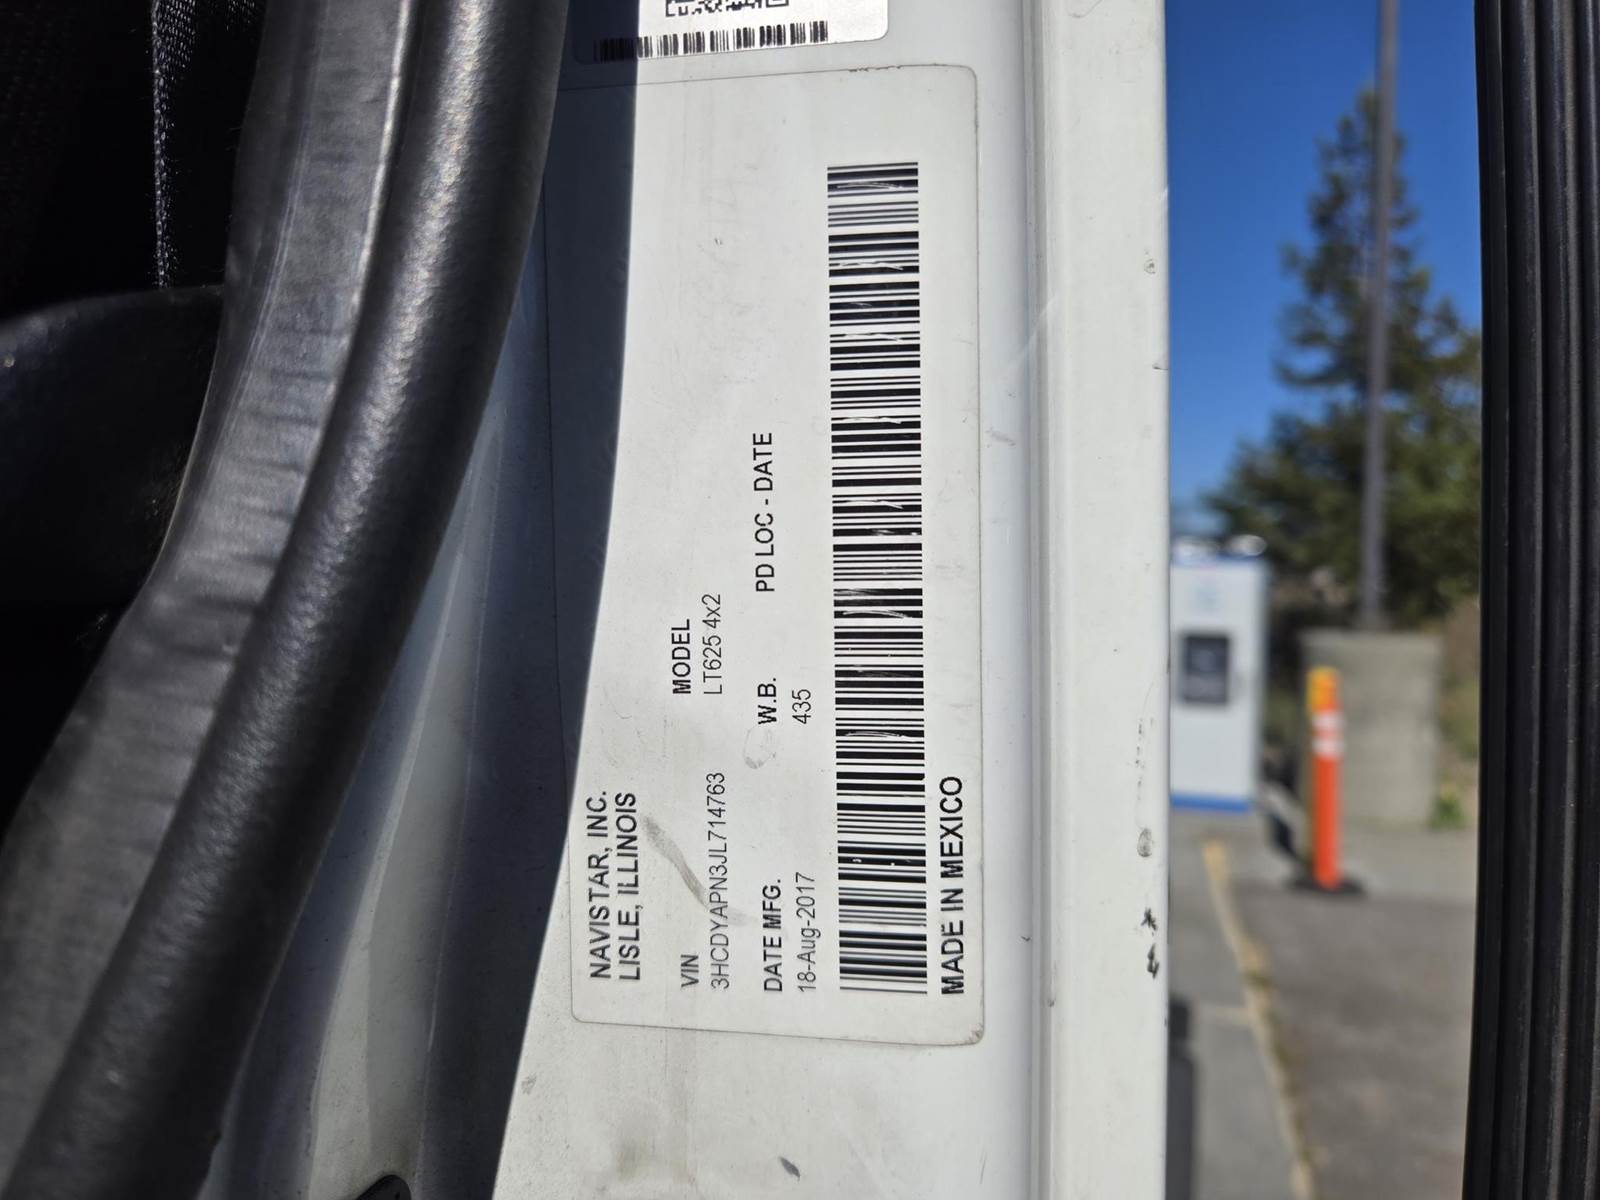 NAVISTAR, INC.
LISLE, ILLINOIS
VIN MODEL
3HCDYAPN3JL714763 LT625 4x2
DATE MFG. W.B. PD LOC - DATE
18-Aug-2017 435
MADE IN MEXICO